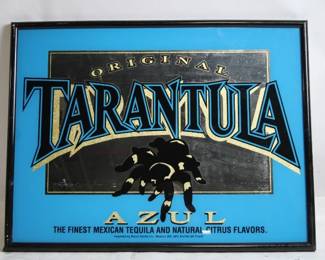 ORIGINAL
TARANTULA
AZUL
THE FINEST MEXICAN TEQUILA AND NATURAL CITRUS FLAVORS.